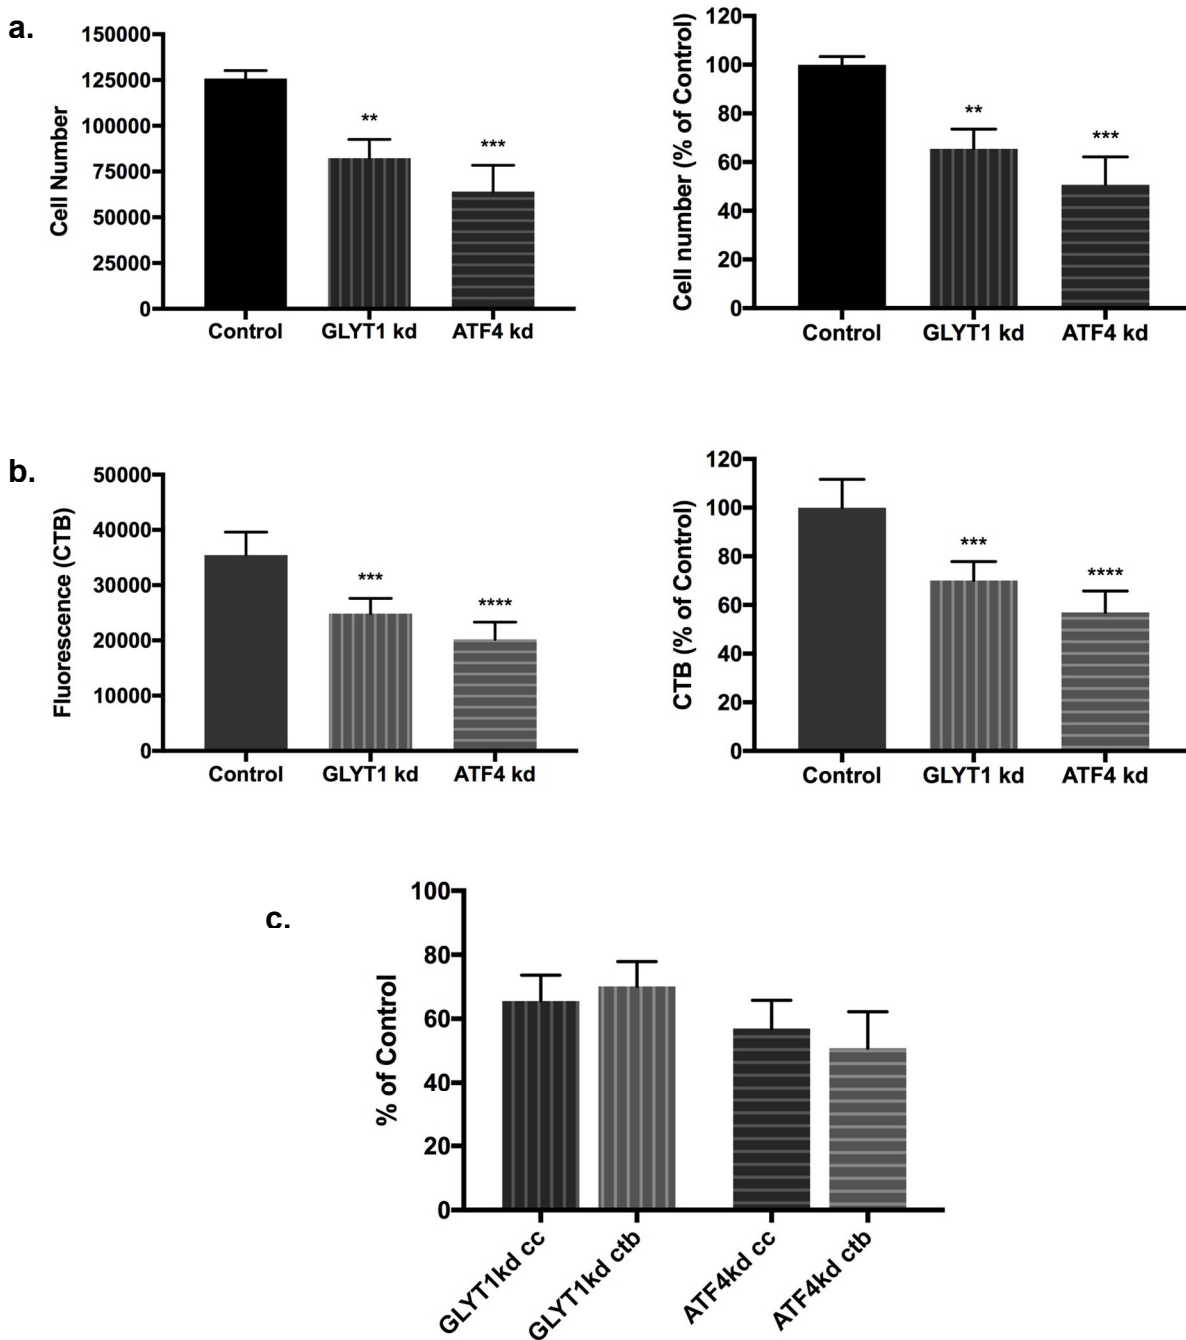 a.
Cell Number
150000
125000
100000
75000
50000
25000
0
**
***
Control
GLYT1 kd
ATF4 kd
Cell number (% of Control)
120
100
80
60
40
20
0
**
***
Control
GLYT1 kd
ATF4 kd
b.
Fluorescence (CTB)
50000
40000
30000
20000
10000
0
***
****
Control
GLYT1 kd
ATF4 kd
CTB (% of Control)
120
100
80
60
40
20
0
***
****
Control
GLYT1 kd
ATF4 kd
c.
% of Control
100
80
60
40
20
0
GLYT1kd cc
GLYT1kd ctb
ATF4kd cc
ATF4kd ctb